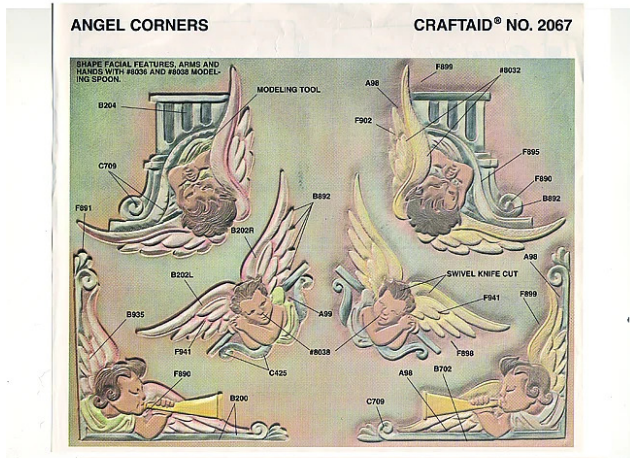 ANGEL CORNERS
CRAFTAID® NO. 2067
SHAPE FACIAL FEATURES, ARMS AND
HANDS WITH #8036 AND #8038 MODEL-
ING SPOON.
F899
#8032
A98
MODELING TOOL
B204
F902
F895
C709
F890
B892
B892
F891
B202R
A98
SWIVEL KNIFE CUT
B202L
F941
F899
A99
B935
#8038
F941
F898
F890
C425
A98
B702
B200
C709